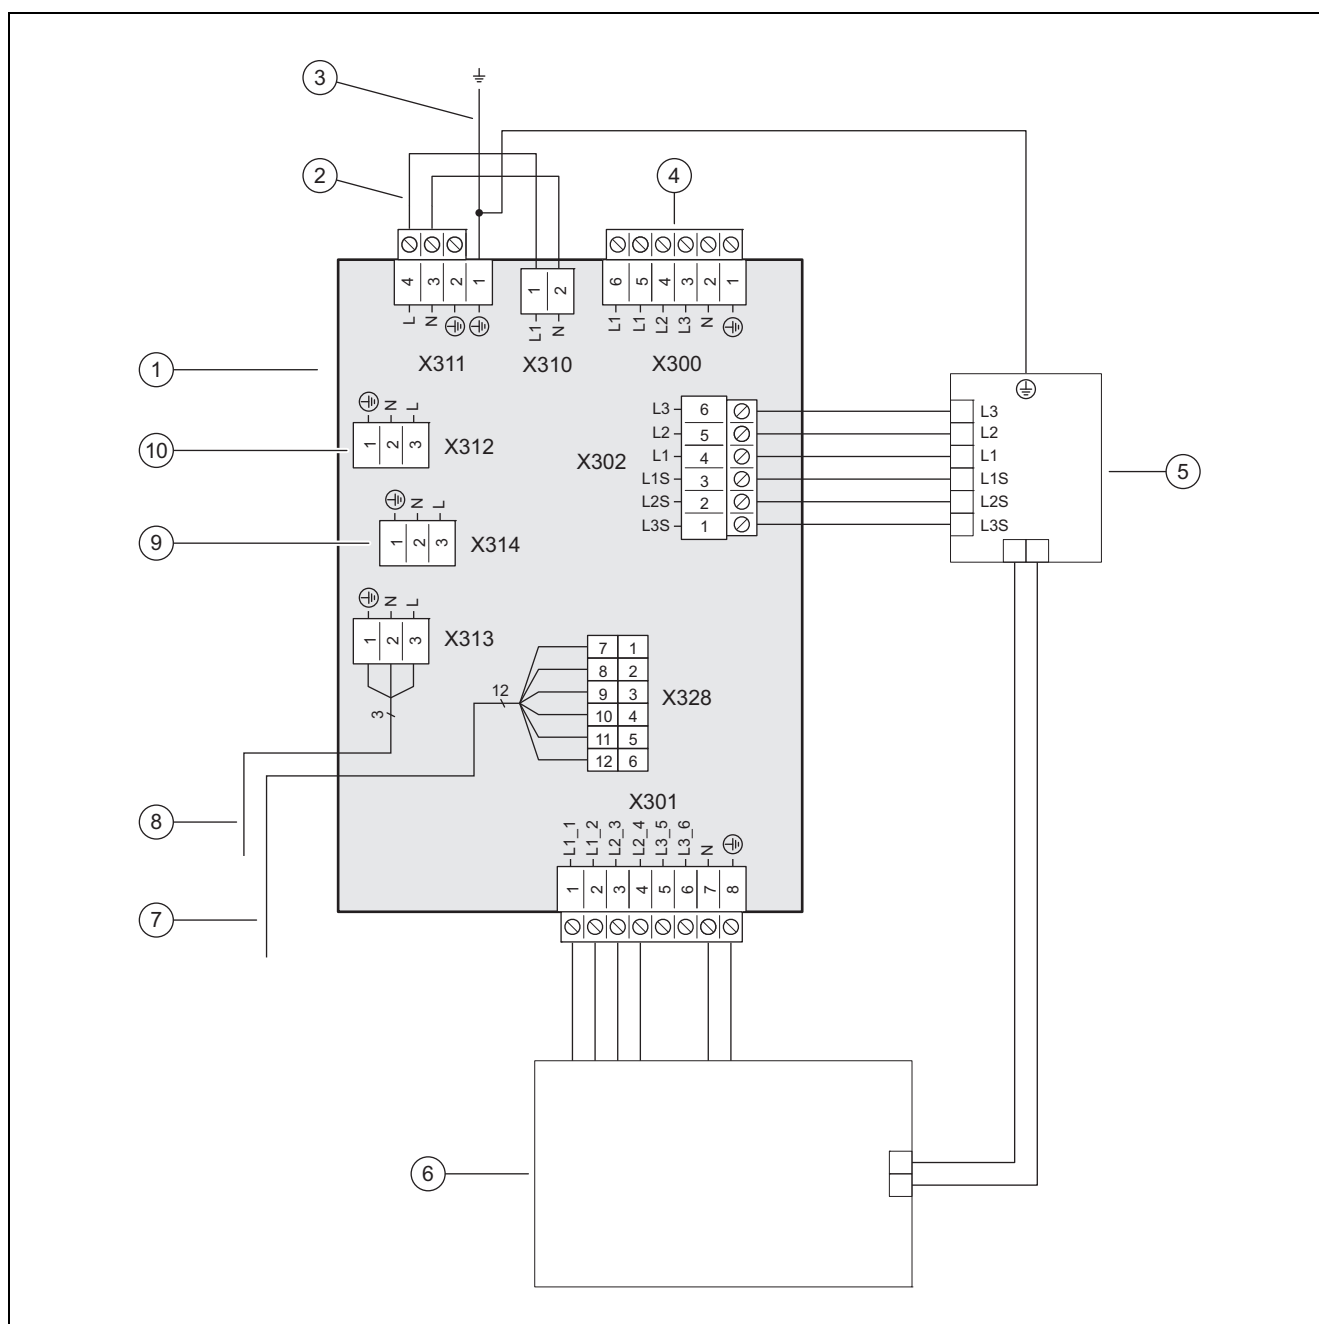 3
2
4
4 3 2 1
L N ⏚ ⏚
X311
1 2
L1 N
X310
6 5 4 3 2 1
L1 L1 L2 L3 N ⏚
X300
1
⏚ N L
1 2 3
X312
10
L3 6
L2 5
L1 4
L1S 3
L2S 2
L3S 1
X302
⏚
L3
L2
L1
L1S
L2S
L3S
5
9
⏚ N L
1 2 3
X314
⏚ N L
1 2 3
X313
3
12
7 1
8 2
9 3
10 4
11 5
12 6
X328
8
7
X301
L1_1 L1_2 L2_3 L2_4 L3_5 L3_6 N ⏚
1 2 3 4 5 6 7 8
6